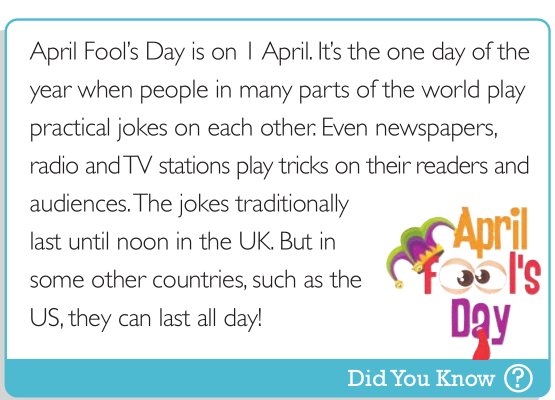 April Fool's Day is on 1 April. It's the one day of the
year when people in many parts of the world play
practical jokes on each other. Even newspapers,
radio and TV stations play tricks on their readers and
audiences. The jokes traditionally
last until noon in the UK. But in
some other countries, such as the
US, they can last all day!
April
fool's
Day
Did You Know ?